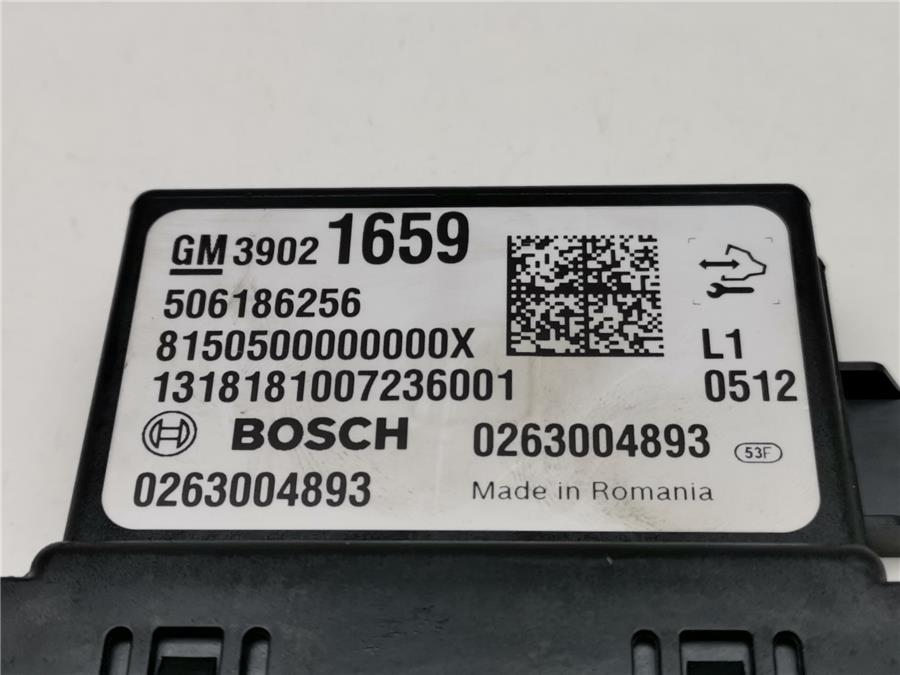 GM 3902 1659
506186256
8150500000000X
L1
1318181007236001
0512
BOSCH
0263004893
53F
0263004893
Made in Romania